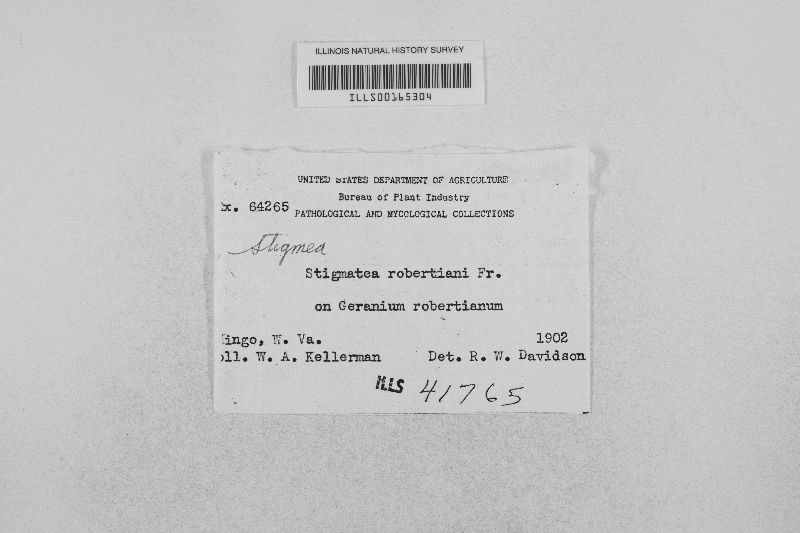 ILLINOIS NATURAL HISTORY SURVEY
ILLS00165304
UNITED STATES DEPARTMENT OF AGRICULTURE
Bureau of Plant Industry
x. 64265
PATHOLOGICAL AND MYCOLOGICAL COLLECTIONS
Stigmea
Stigmatea robertiani Fr.
on Geranium robertianum
ingo, W. Va. 1902
oll. W. A. Kellerman Det. R. W. Davidson
ILLS 41765